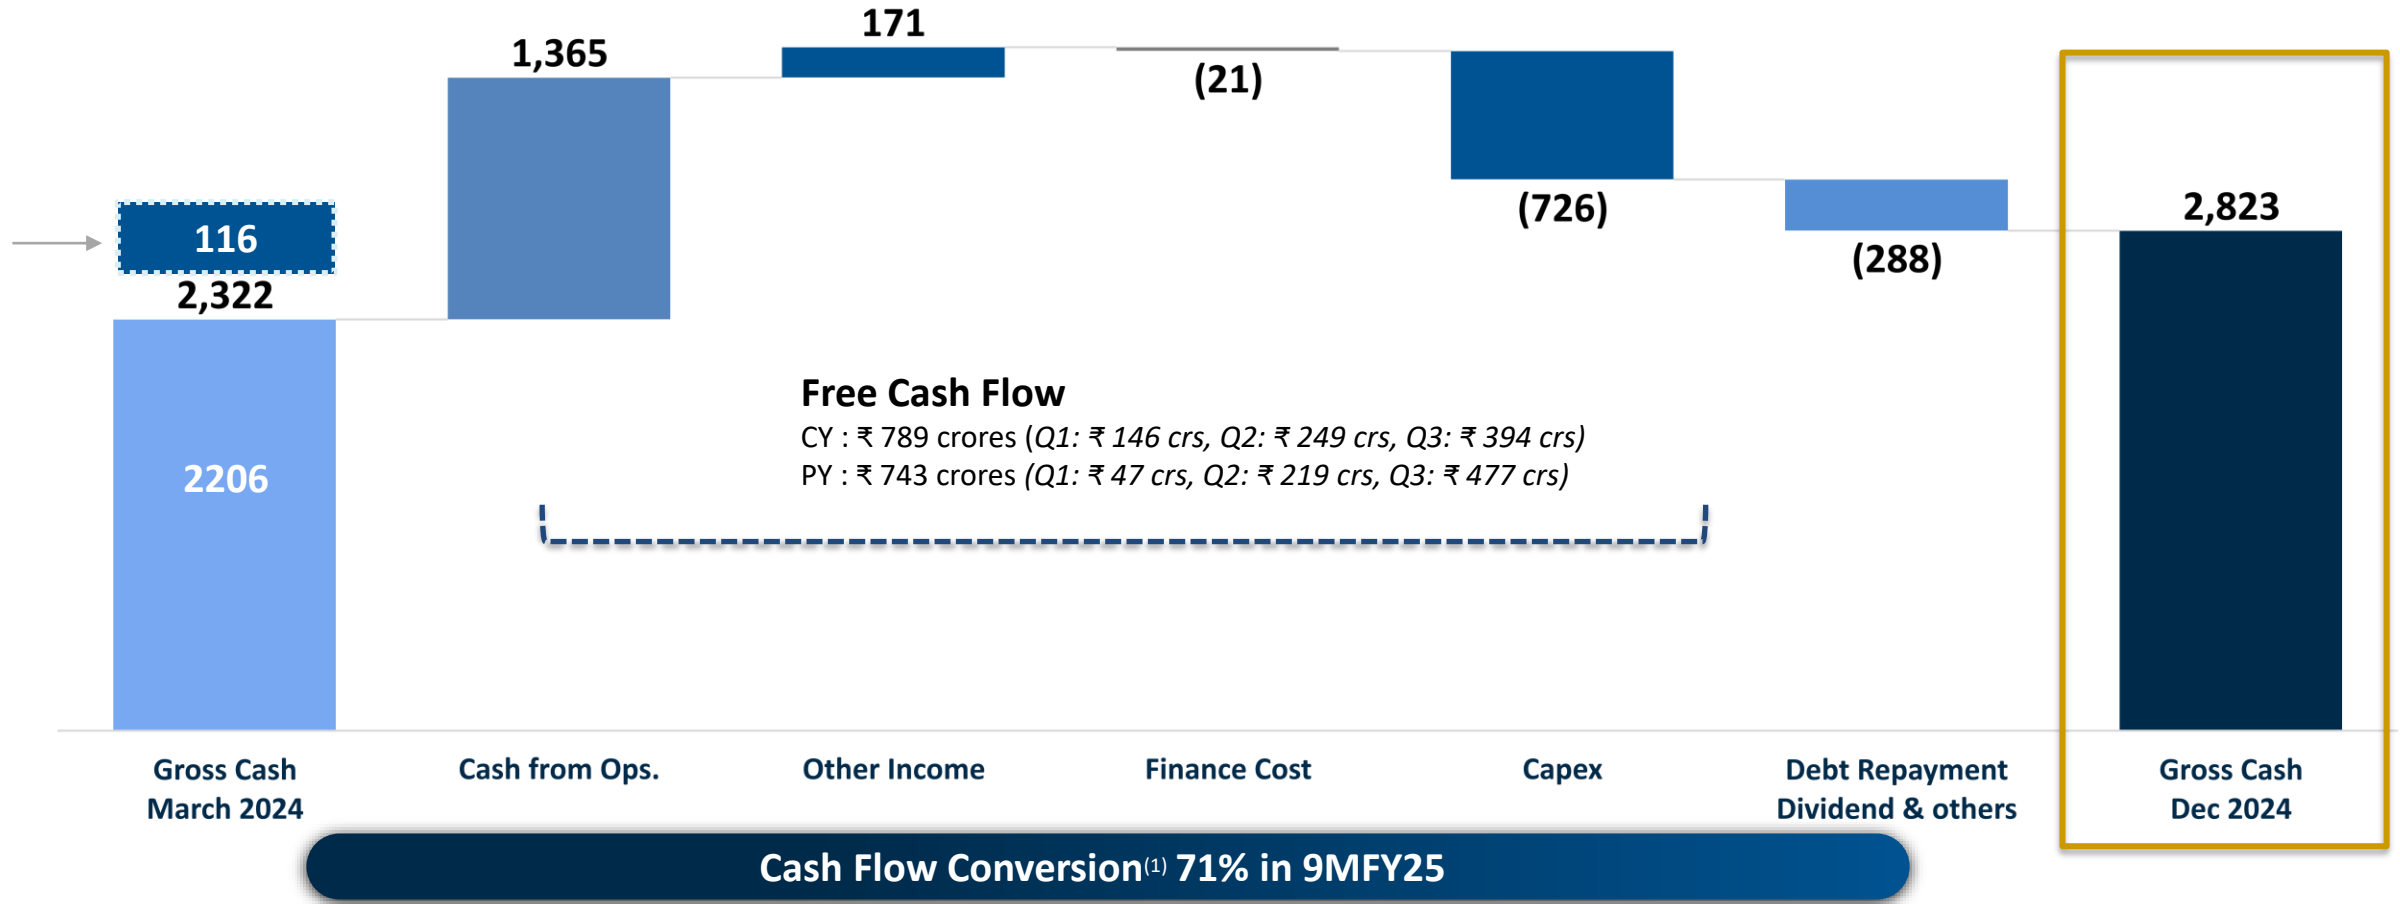 171
1,365
(21)
(726)
2,823
116
(288)
2,322
Free Cash Flow
CY : ₹ 789 crores (Q1: ₹ 146 crs, Q2: ₹ 249 crs, Q3: ₹ 394 crs)
PY : ₹ 743 crores (Q1: ₹ 47 crs, Q2: ₹ 219 crs, Q3: ₹ 477 crs)
2206
Gross Cash
March 2024
Cash from Ops.
Other Income
Finance Cost
Capex
Debt Repayment
Dividend & others
Gross Cash
Dec 2024
Cash Flow Conversion(1) 71% in 9MFY25